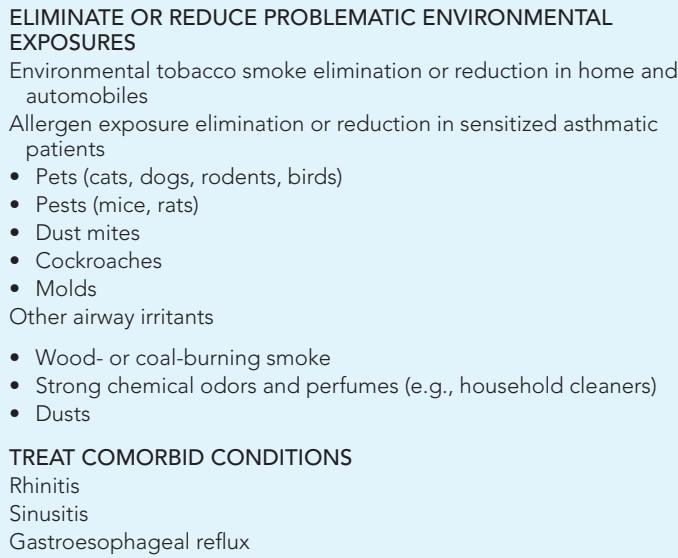 ELIMINATE OR REDUCE PROBLEMATIC ENVIRONMENTAL
EXPOSURES
Environmental tobacco smoke elimination or reduction in home and
automobiles
Allergen exposure elimination or reduction in sensitized asthmatic
patients
• Pets (cats, dogs, rodents, birds)
• Pests (mice, rats)
• Dust mites
• Cockroaches
• Molds
Other airway irritants
• Wood- or coal-burning smoke
• Strong chemical odors and perfumes (e.g., household cleaners)
• Dusts
TREAT COMORBID CONDITIONS
Rhinitis
Sinusitis
Gastroesophageal reflux